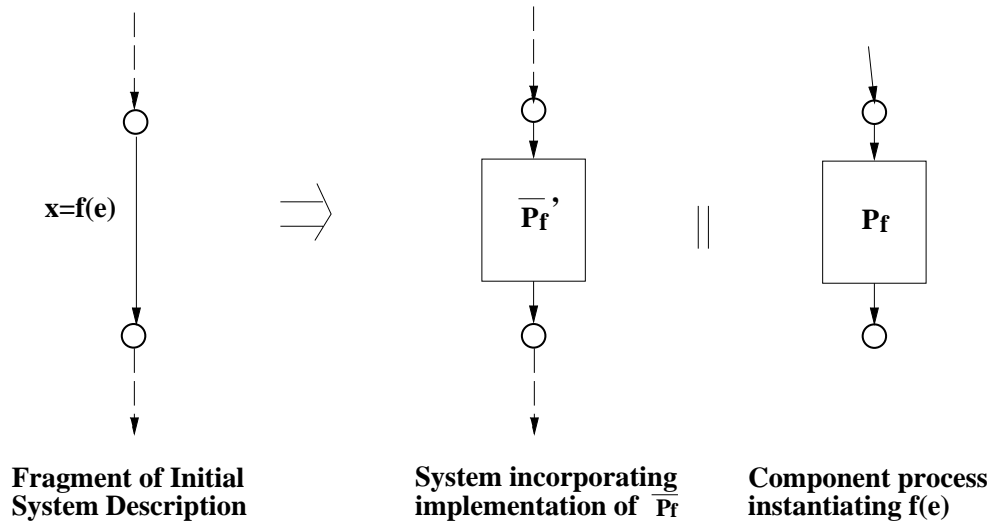 x=f(e)
P̅f̅’
||
Pf
Fragment of Initial
System Description
System incorporating
implementation of P̅f̅
Component process
instantiating f(e)